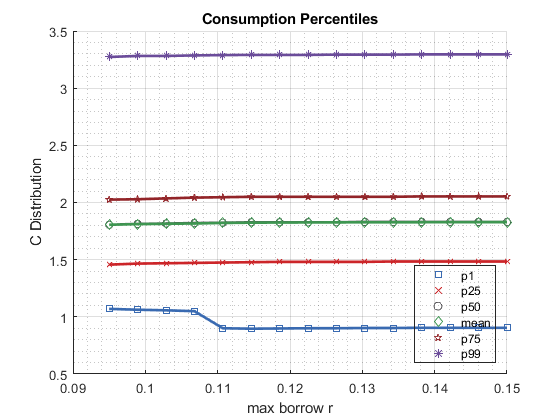 Consumption Percentiles
3.5
3
2.5
2
1.5
1
0.5
C Distribution
0.09
0.1
0.11
0.12
0.13
0.14
0.15
max borrow r
p1
p25
p50
mean
p75
p99